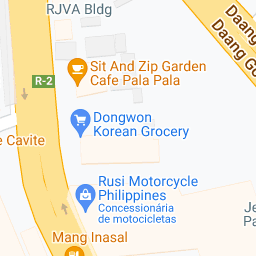 RJVA Bldg
Daang
Daang Go
Sit And Zip Garden
Cafe Pala Pala
R-2
Dongwon
Korean Grocery
e Cavite
Rusi Motorcycle
Philippines
Concessionária
de motocicletas
Je
Pa
Mang Inasal